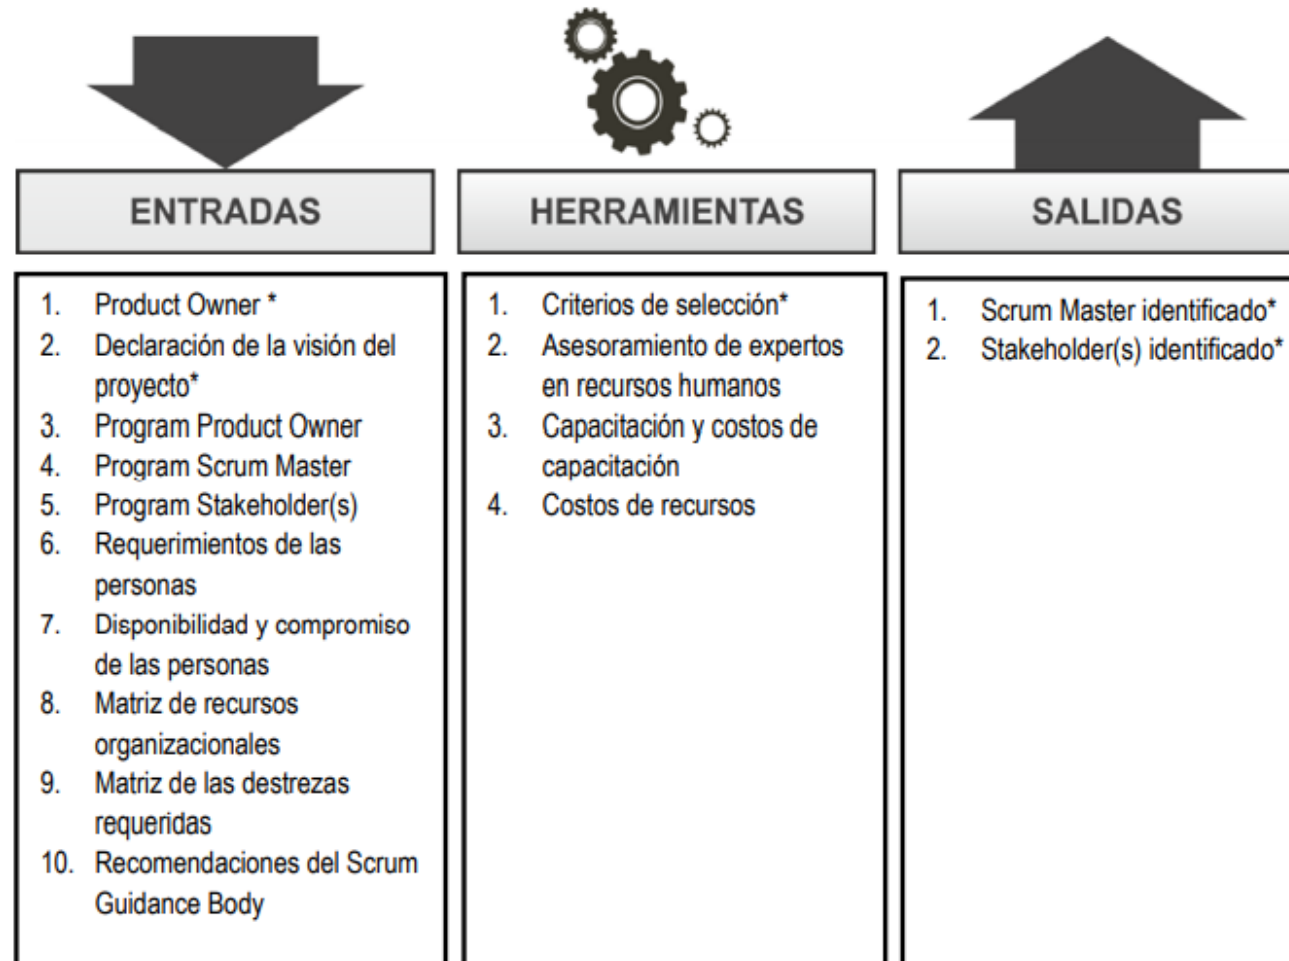 ENTRADAS
1. Product Owner *
2. Declaración de la visión del
proyecto*
3. Program Product Owner
4. Program Scrum Master
5. Program Stakeholder(s)
6. Requerimientos de las
personas
7. Disponibilidad y compromiso
de las personas
8. Matriz de recursos
organizacionales
9. Matriz de las destrezas
requeridas
10. Recomendaciones del Scrum
Guidance Body
HERRAMIENTAS
1. Criterios de selección*
2. Asesoramiento de expertos
en recursos humanos
3. Capacitación y costos de
capacitación
4. Costos de recursos
SALIDAS
1. Scrum Master identificado*
2. Stakeholder(s) identificado*